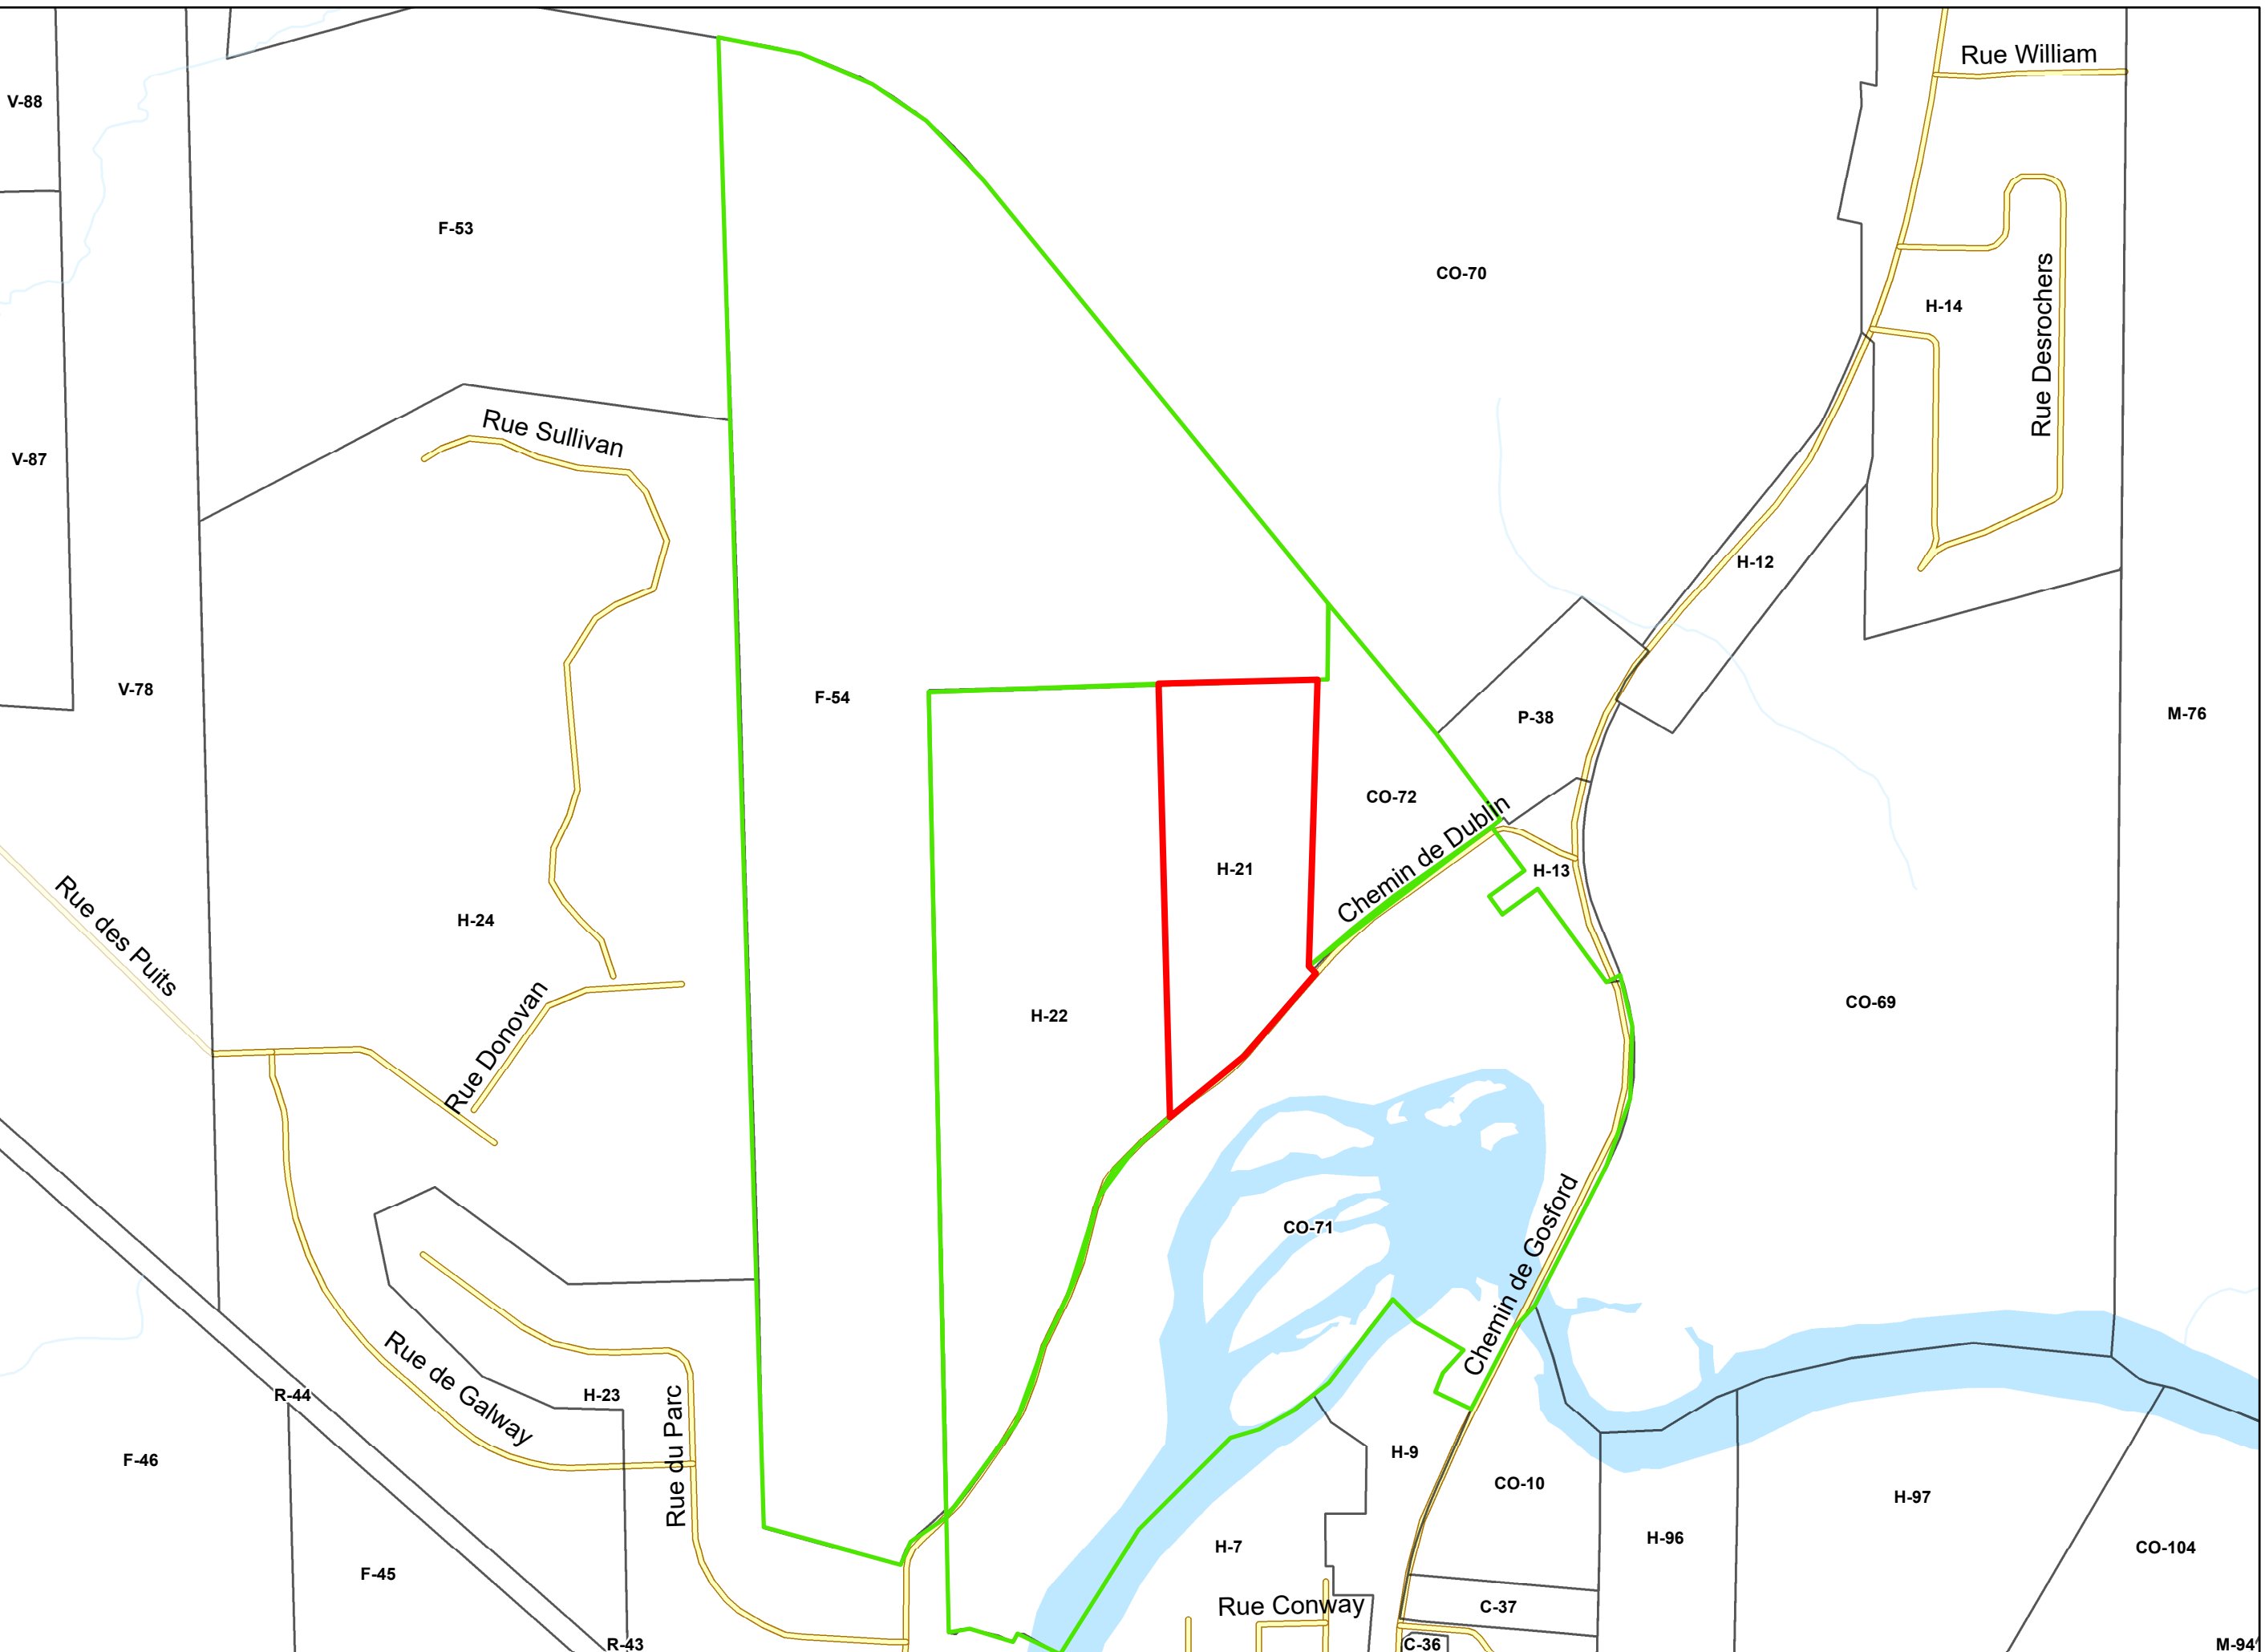 Rue William
V-88
F-53
CO-70
H-14
Rue Desrochers
Rue Sullivan
V-87
H-12
V-78
F-54
P-38
M-76
CO-72
Chemin de Dublin
H-21
H-13
Rue des Puits
H-24
H-22
CO-69
Rue Donovan
CO-71
Chemin de Gosford
Rue de Galway
R-44
H-23
Rue du Parc
F-46
H-9
CO-10
H-97
H-96
H-7
CO-104
F-45
Rue Conway
C-37
R-43
C-36
M-94